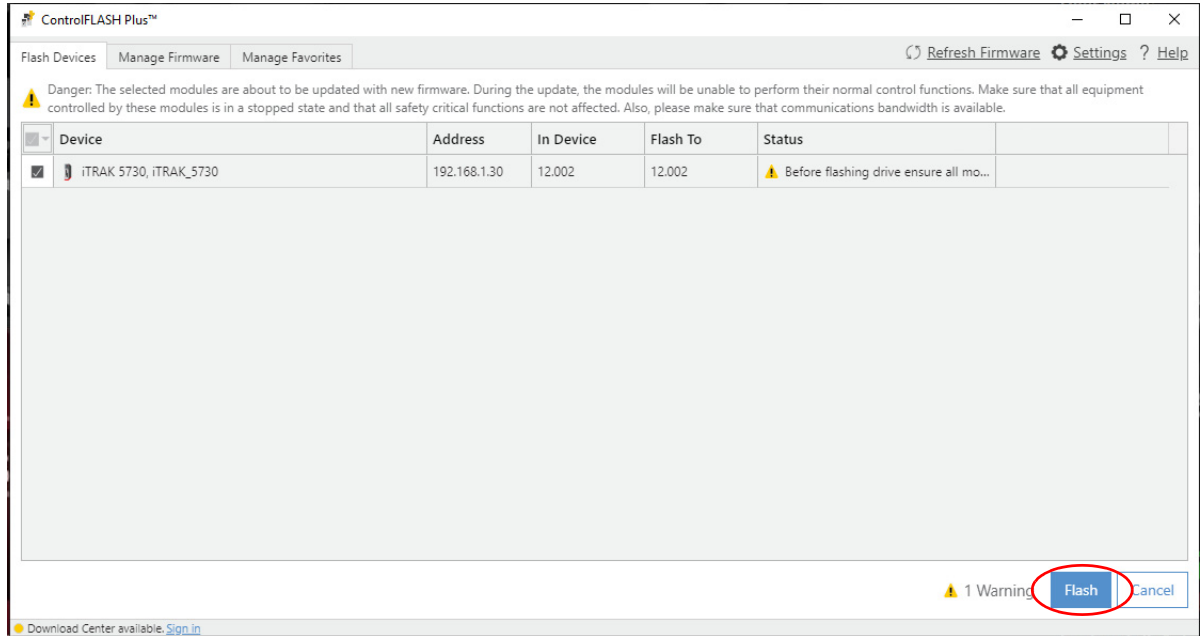 ControlFLASH Plus™
Flash Devices Manage Firmware Manage Favorites Refresh Firmware Settings ? Help
Danger: The selected modules are about to be updated with new firmware. During the update, the modules will be unable to perform their normal control functions. Make sure that all equipment
controlled by these modules is in a stopped state and that all safety critical functions are not affected. Also, please make sure that communications bandwidth is available.
Device Address In Device Flash To Status
iTRAK 5730, iTRAK_5730 192.168.1.30 12.002 12.002 Before flashing drive ensure all mo...
1 Warning Flash Cancel
Download Center available. Sign in